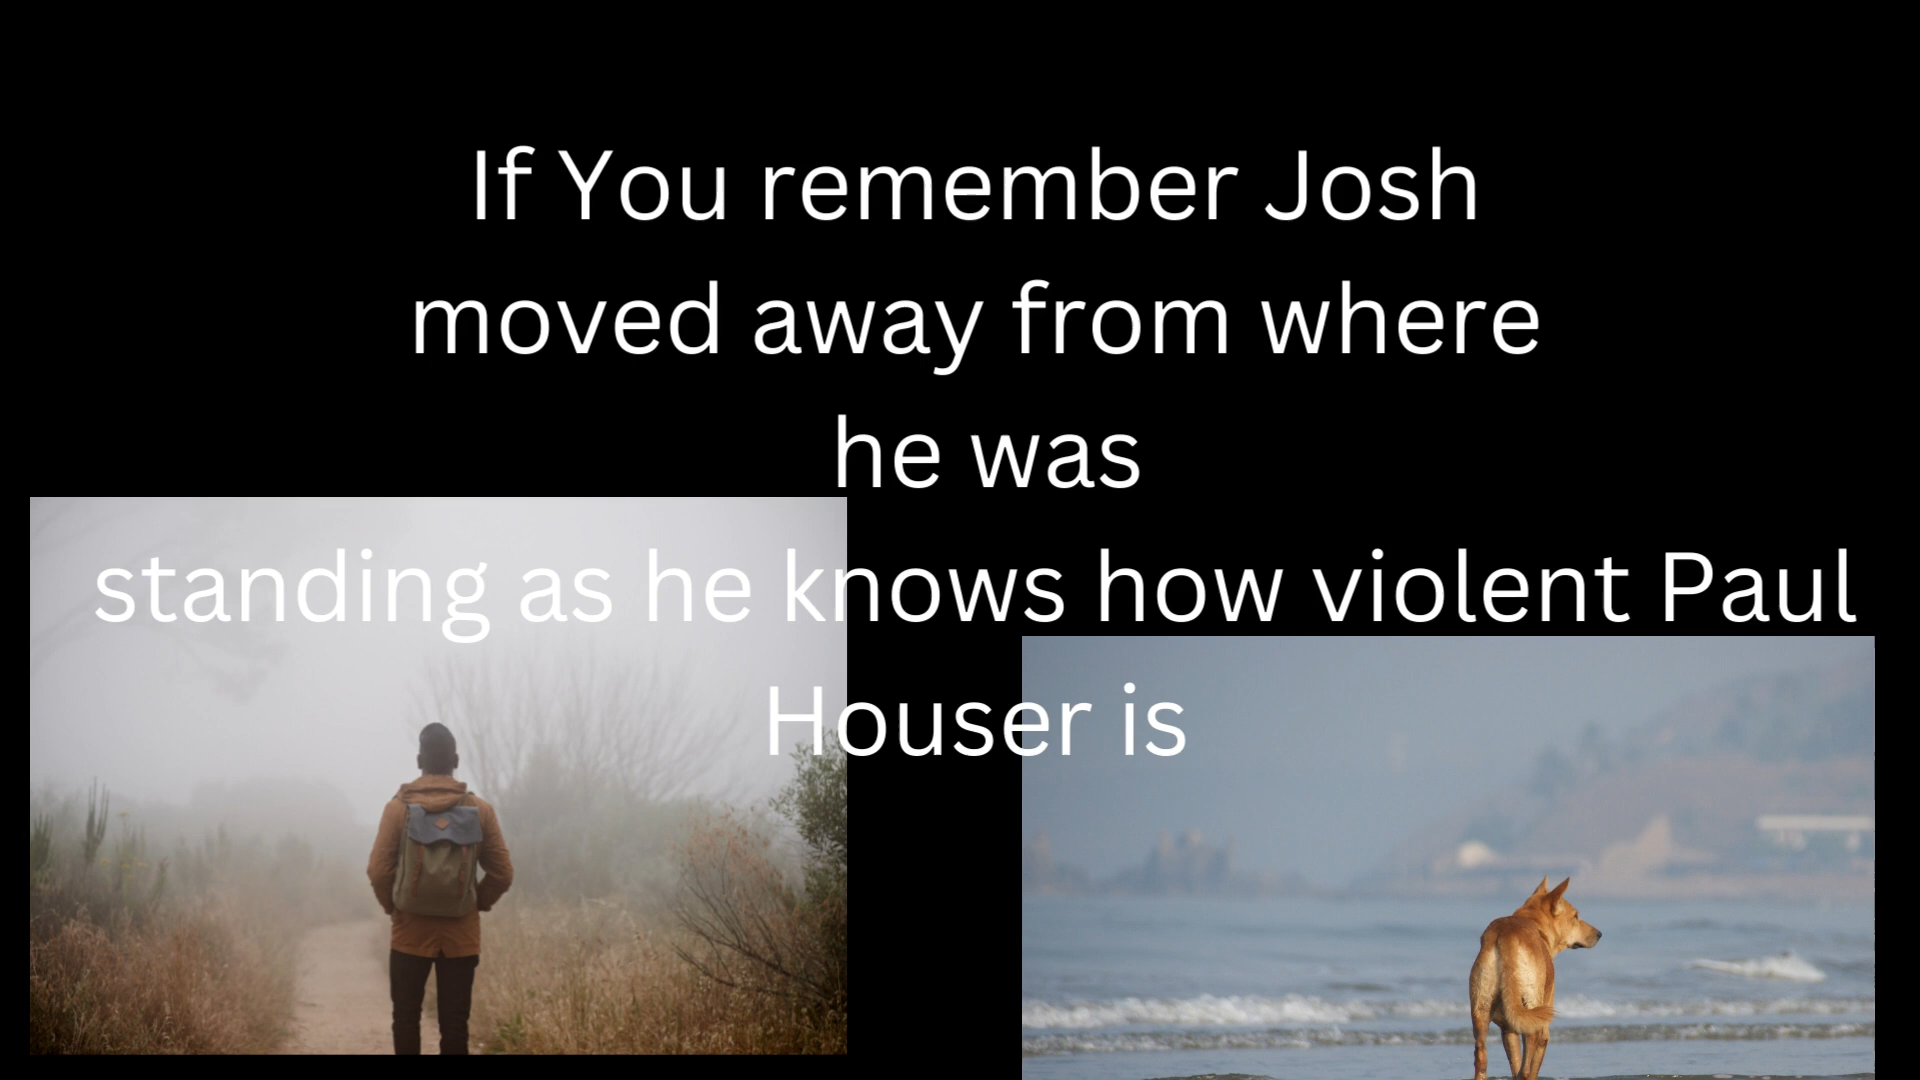 If You remember Josh
moved away from where
he was
standing as he knows how violent Paul
Houser is